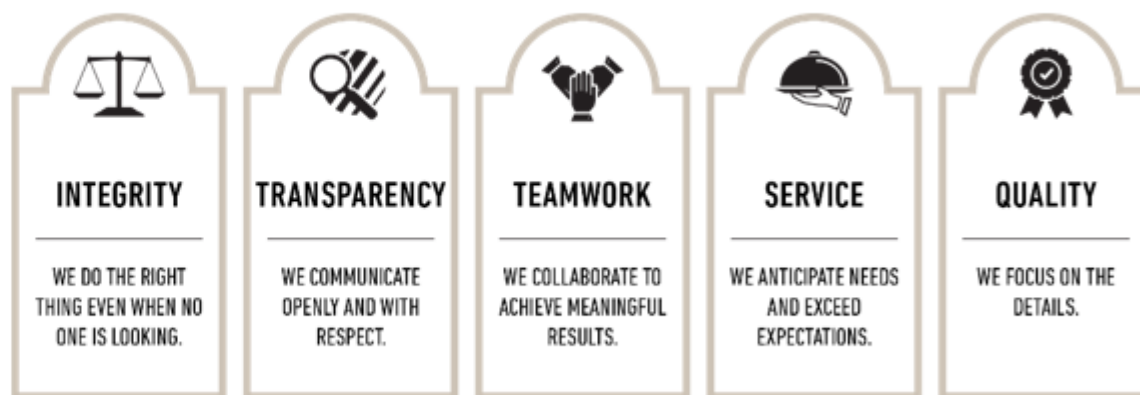 INTEGRITY
WE DO THE RIGHT
THING EVEN WHEN NO
ONE IS LOOKING.
TRANSPARENCY
WE COMMUNICATE
OPENLY AND WITH
RESPECT.
TEAMWORK
WE COLLABORATE TO
ACHIEVE MEANINGFUL
RESULTS.
SERVICE
WE ANTICIPATE NEEDS
AND EXCEED
EXPECTATIONS.
QUALITY
WE FOCUS ON THE
DETAILS.